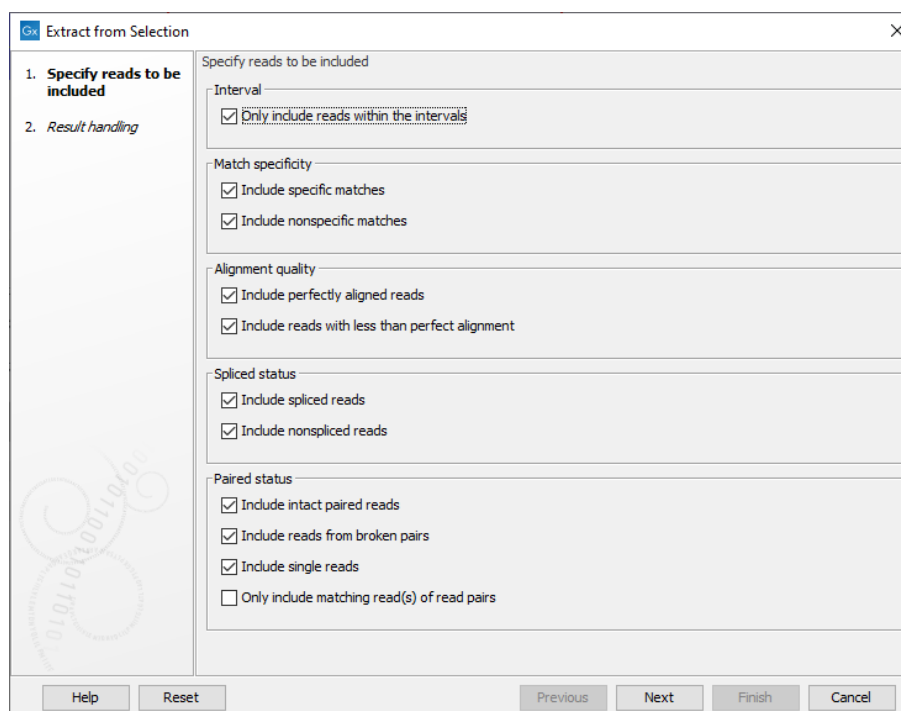 Gx Extract from Selection
1. Specify reads to be
included
2. Result handling
Specify reads to be included
Interval
Only include reads within the intervals
Match specificity
Include specific matches
Include nonspecific matches
Alignment quality
Include perfectly aligned reads
Include reads with less than perfect alignment
Spliced status
Include spliced reads
Include nonspliced reads
Paired status
Include intact paired reads
Include reads from broken pairs
Include single reads
Only include matching read(s) of read pairs
Help Reset Previous Next Finish Cancel